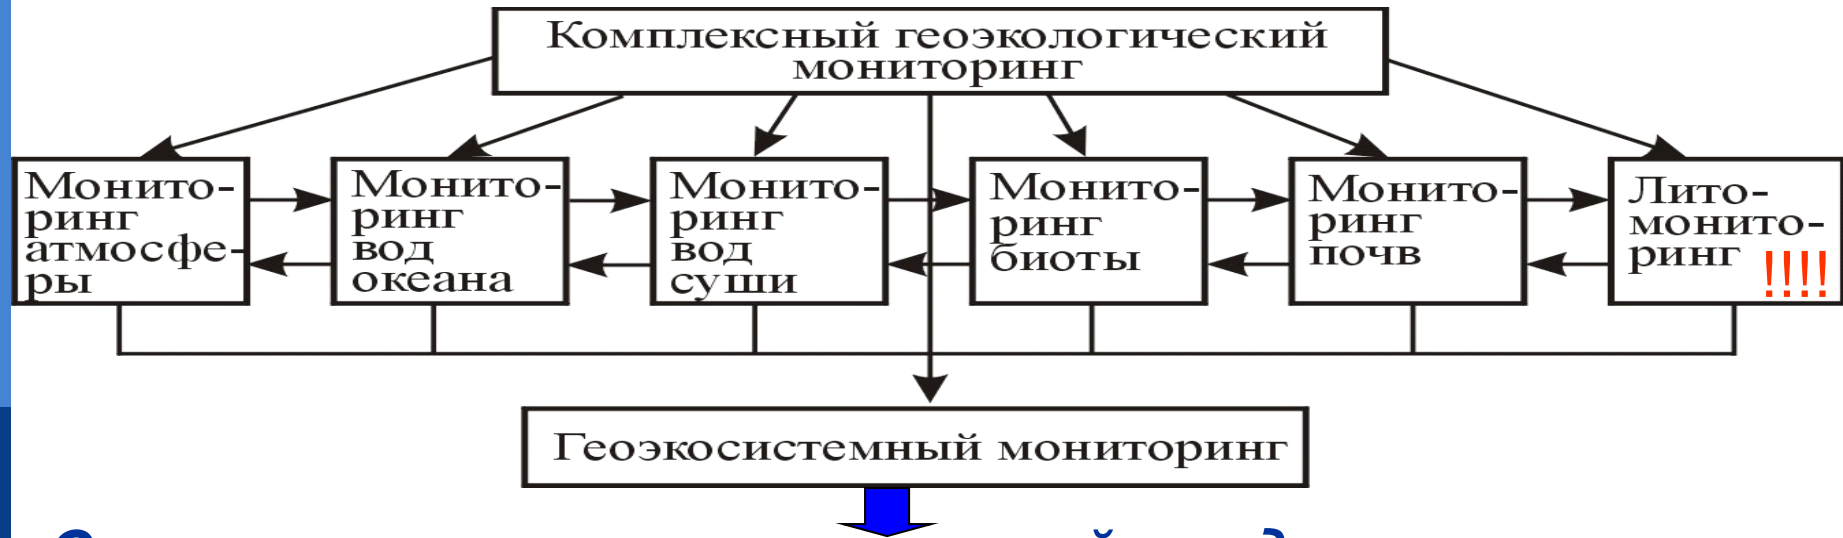 Комплексный геоэкологический
мониторинг
Монито-
ринг
атмосфе-
ры
Монито-
ринг
вод
океана
Монито-
ринг
вод
суши
Монито-
ринг
биоты
Монито-
ринг
почв
Лито-
монито-
ринг !!!!
Геоэкосистемный мониторинг